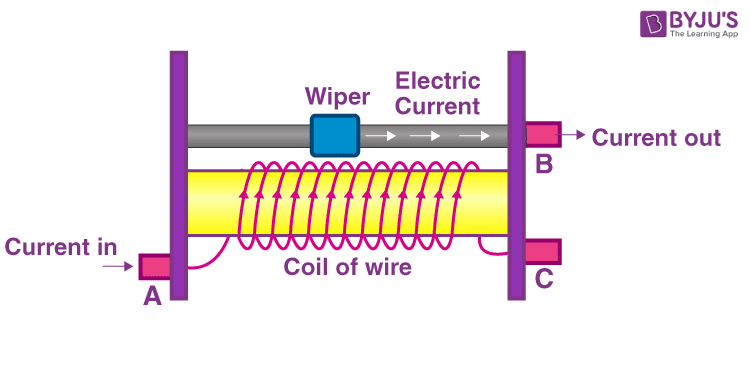 BYJU'S
The Learning App
Electric
Wiper
Current
Current out
B
Current in
Coil of wire
C
A